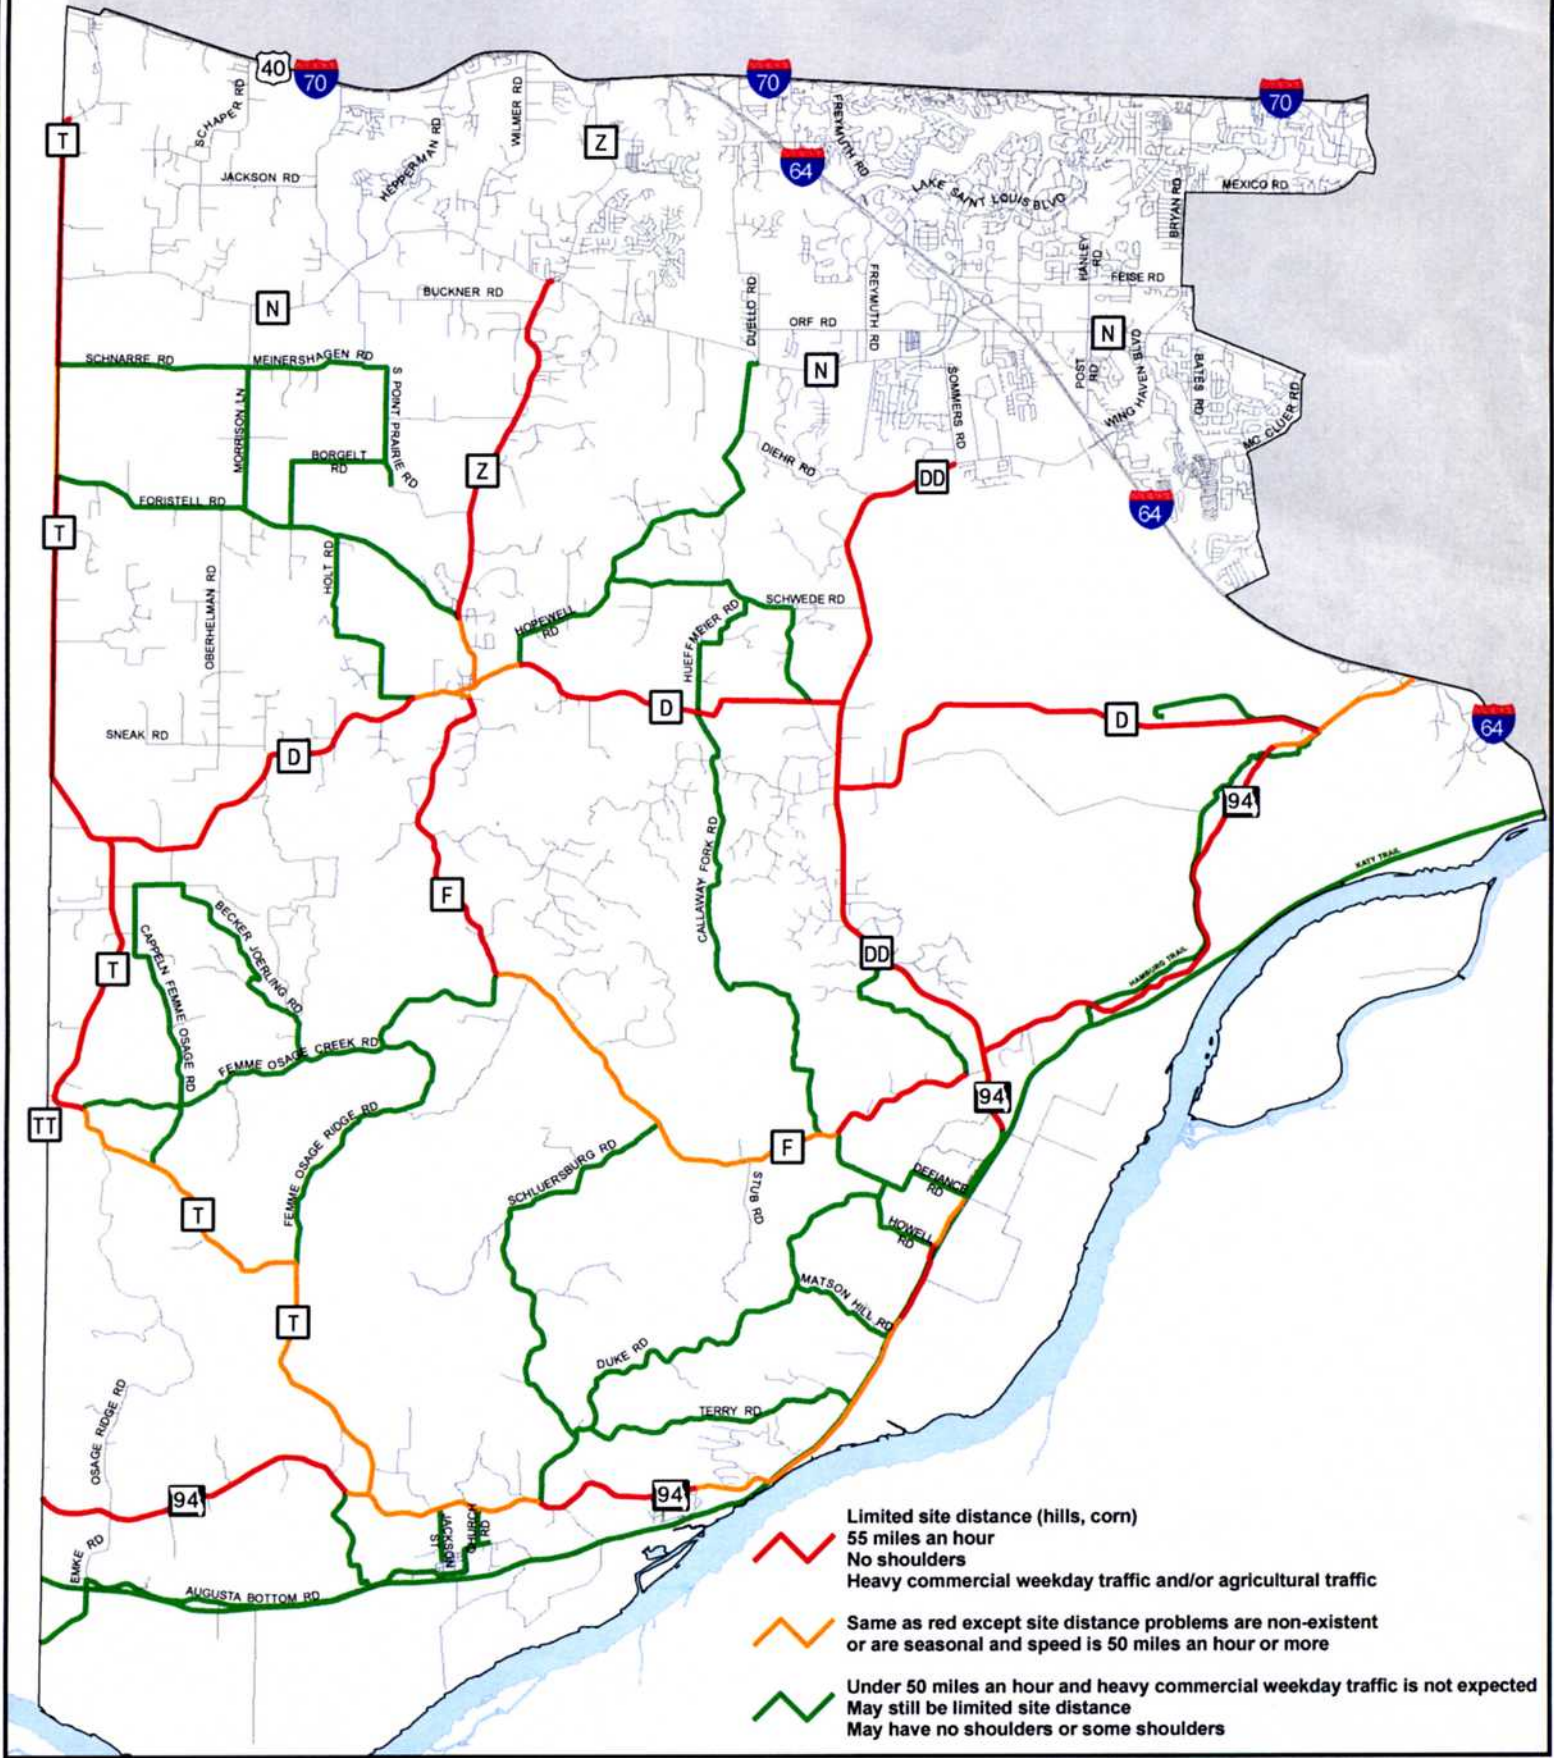 40
70
70
70
SCHAPER RD
WILMER RD
T
Z
HEPPERMAN RD
FREYMUTH RD
64
JACKSON RD
LAKE SAINT LOUIS BLVD
BRYAN RD
MEXICO RD
HANLEY
RD
FEISE RD
BUCKNER RD
N
DUELLO RD
FREYMUTH RD
ORF RD
N
SCHNARRE RD
MEINERSHAGEN RD
N
POST
RD
WING HAVEN BLVD
BATES RD
S POINT PRAIRIE RD
SOMMERS RD
MC CLUER RD
MORRISON LN
BORGELT
RD
Z
DIEHR RD
DD
FORISTELL RD
64
T
HOLT RD
OBERHELMAN RD
HOPEWELL
RD
HUEFFMEIER RD
SCHWEDE RD
D
D
64
SNEAK RD
D
94
CALLAWAY FORK RD
KATY TRAIL
F
BECKER JOERLING RD
CAPPELN FEMME OSAGE RD
T
DD
HAMBURG TRAIL
FEMME OSAGE CREEK RD
94
TT
FEMME OSAGE RIDGE RD
F
SCHLUERSBURG RD
STUB RD
DEFIANCE
RD
T
HOWELL
RD
MATSON HILL RD
T
DUKE RD
OSAGE RIDGE RD
TERRY RD
94
94
JACKSON
ST
CHURCH
RD
EMKE RD
AUGUSTA BOTTOM RD
Limited site distance (hills, corn)
55 miles an hour
No shoulders
Heavy commercial weekday traffic and/or agricultural traffic
Same as red except site distance problems are non-existent
or are seasonal and speed is 50 miles an hour or more
Under 50 miles an hour and heavy commercial weekday traffic is not expected
May still be limited site distance
May have no shoulders or some shoulders